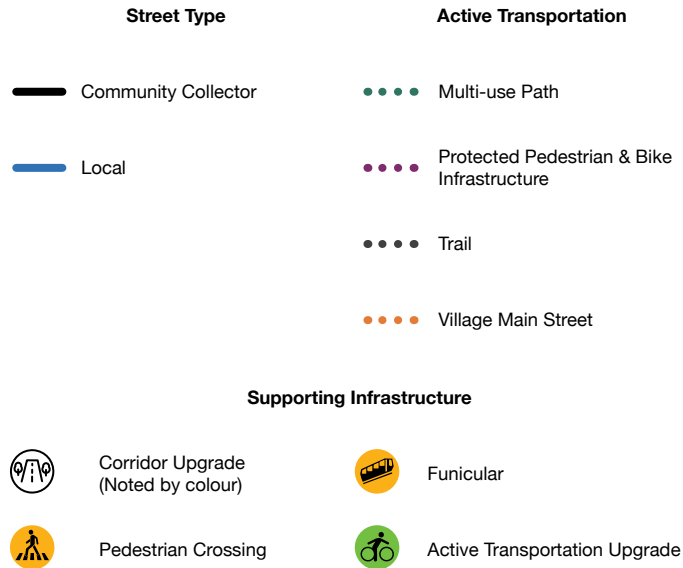 Street Type
Active Transportation
Community Collector
Multi-use Path
Local
Protected Pedestrian & Bike
Infrastructure
Trail
Village Main Street
Supporting Infrastructure
Corridor Upgrade
(Noted by colour)
Funicular
Pedestrian Crossing
Active Transportation Upgrade